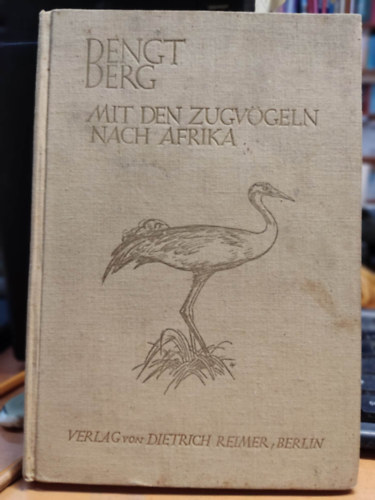 BENGT
BERG
MIT DEN ZUGVÖGELN
NACH AFRIKA
VERLAG VON DIETRICH REIMER, BERLIN